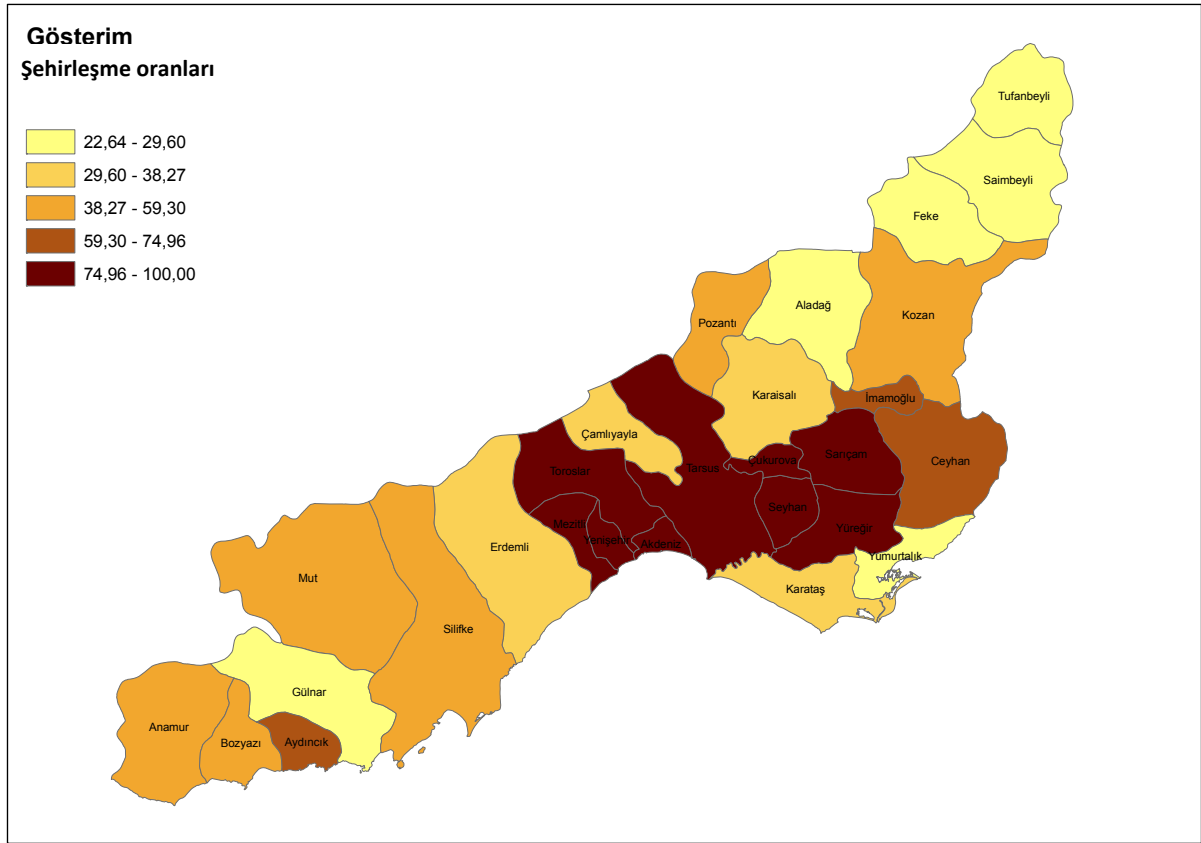 Gösterim
Şehirleşme oranları
22,64 - 29,60
29,60 - 38,27
38,27 - 59,30
59,30 - 74,96
74,96 - 100,00
Tufanbeyli
Saimbeyli
Feke
Aladağ
Kozan
Pozantı
Karaisalı
İmamoğlu
Çamlıyayla
Ceyhan
Sarıçam
Çukurova
Tarsus
Toroslar
Seyhan
Mezitli
Yenişehir
Akdeniz
Yüreğir
Erdemli
Yumurtalık
Karataş
Mut
Silifke
Gülnar
Anamur
Bozyazı
Aydıncık